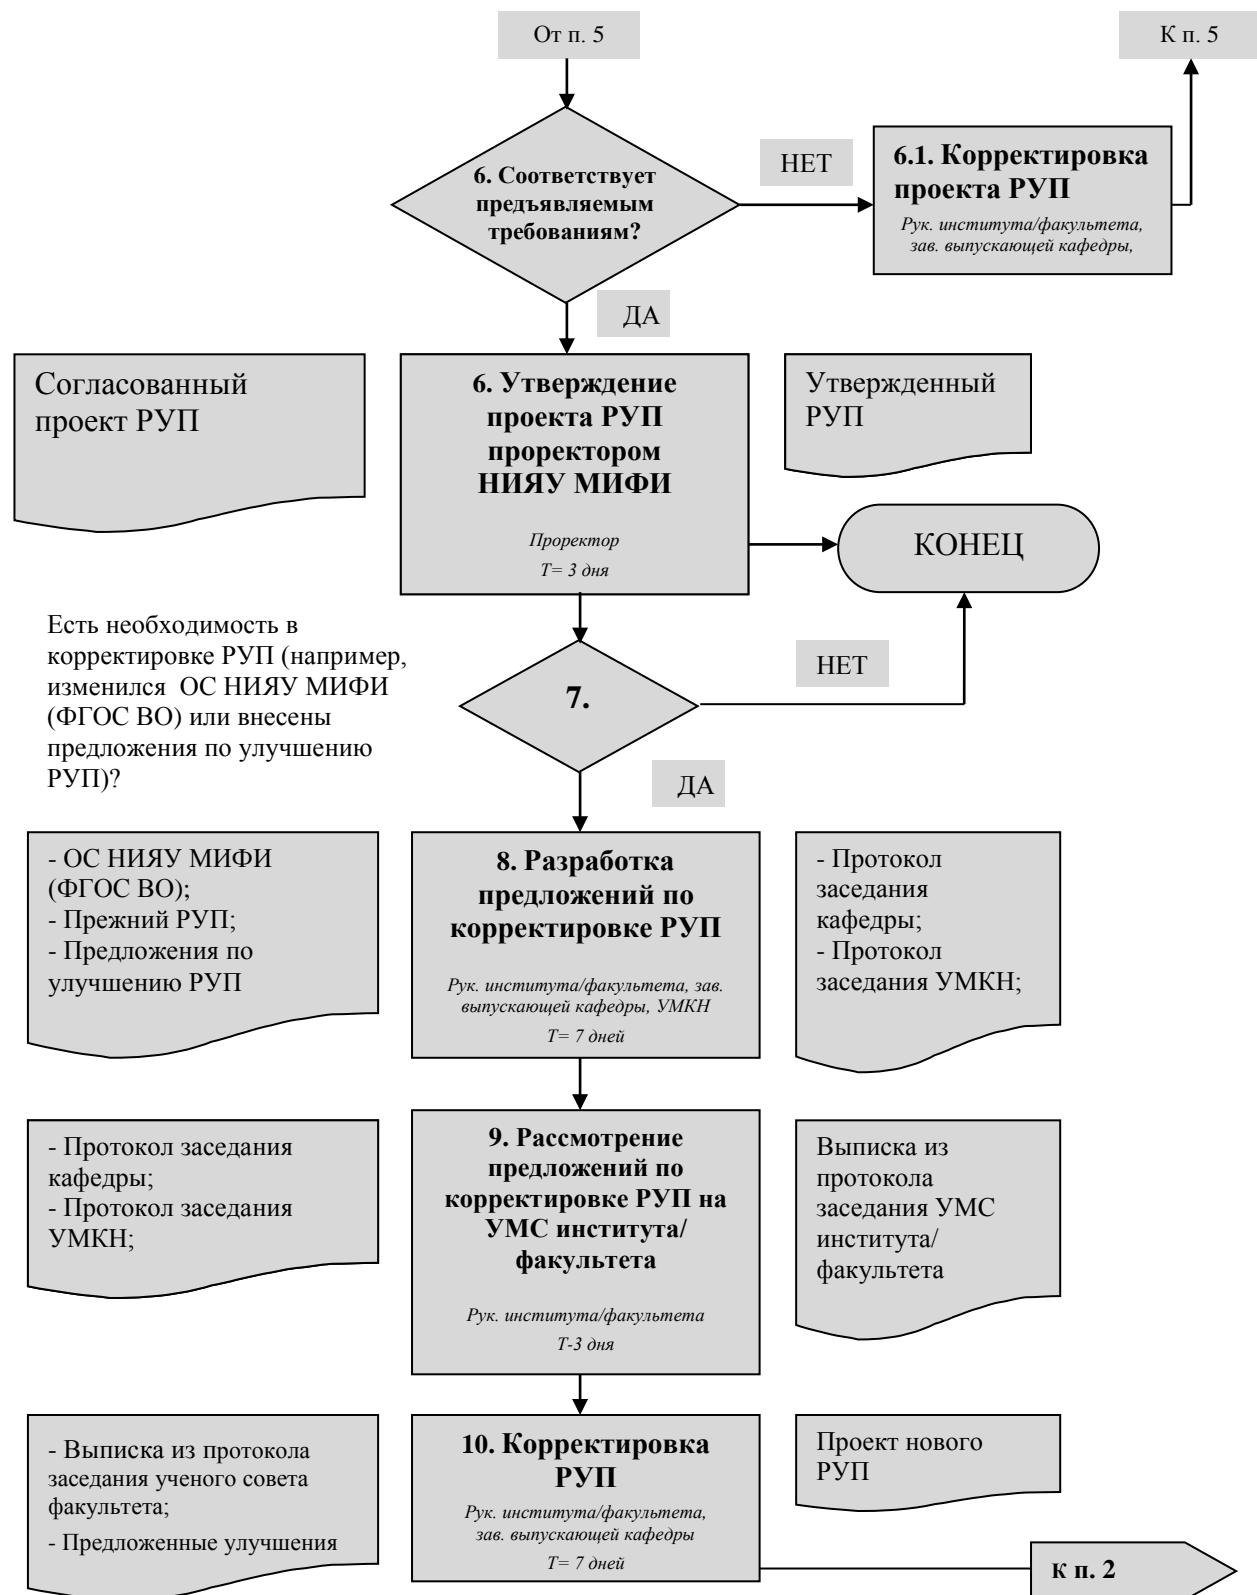 От п. 5
К п. 5
6. Соответствует
предъявляемым
требованиям?
НЕТ
6.1. Корректировка
проекта РУП
Рук. института/факультета,
зав. выпускающей кафедры,
ДА
Согласованный
проект РУП
6. Утверждение
проекта РУП
проректором
НИЯУ МИФИ
Проректор
Т= 3 дня
Утвержденный
РУП
КОНЕЦ
Есть необходимость в
корректировке РУП (например,
изменился ОС НИЯУ МИФИ
(ФГОС ВО) или внесены
предложения по улучшению
РУП)?
7.
НЕТ
ДА
- ОС НИЯУ МИФИ
(ФГОС ВО);
- Прежний РУП;
- Предложения по
улучшению РУП
8. Разработка
предложений по
корректировке РУП
Рук. института/факультета, зав.
выпускающей кафедры, УМКН
Т= 7 дней
- Протокол
заседания
кафедры;
- Протокол
заседания УМКН;
- Протокол заседания
кафедры;
- Протокол заседания
УМКН;
9. Рассмотрение
предложений по
корректировке РУП на
УМС института/
факультета
Рук. института/факультета
Т-3 дня
Выписка из
протокола
заседания УМС
института/
факультета
- Выписка из протокола
заседания ученого совета
факультета;
- Предложенные улучшения
10. Корректировка
РУП
Рук. института/факультета,
зав. выпускающей кафедры
Т= 7 дней
Проект нового
РУП
К п. 2